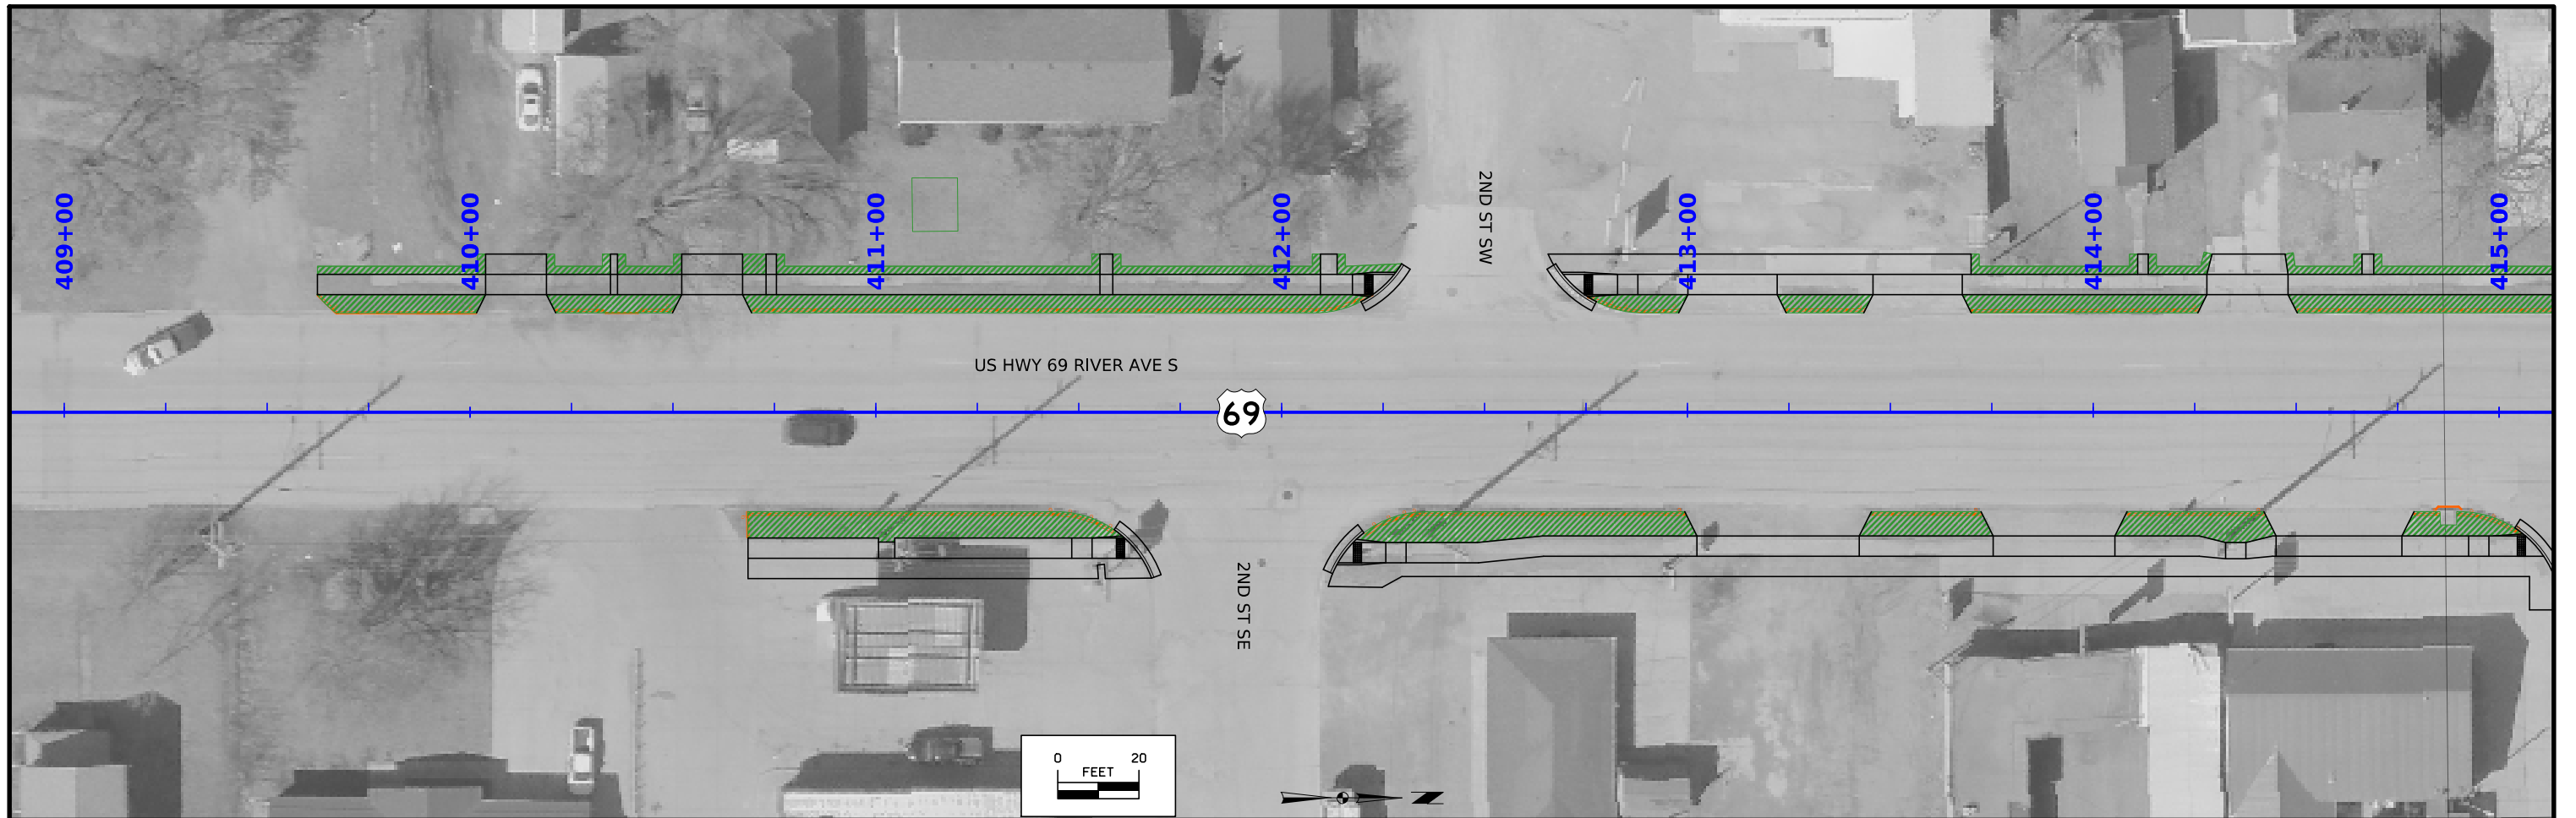 409+00
410+00
411+00
412+00
413+00
414+00
415+00
2ND ST SW
US HWY 69 RIVER AVE S
69
2ND ST SE
0 20
FEET